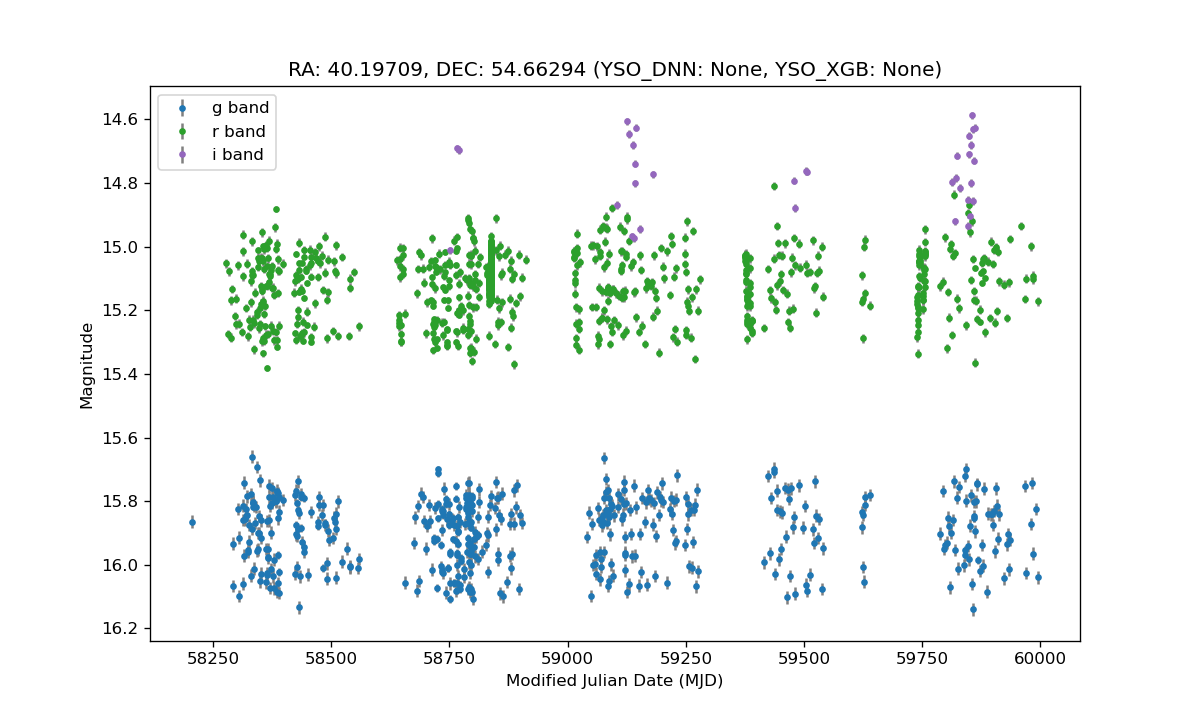 RA: 40.19709, DEC: 54.66294 (YSO_DNN: None, YSO_XGB: None)
g band
r band
i band
14.6
14.8
15.0
15.2
15.4
15.6
15.8
16.0
16.2
Magnitude
58250 58500 58750 59000 59250 59500 59750 60000
Modified Julian Date (MJD)